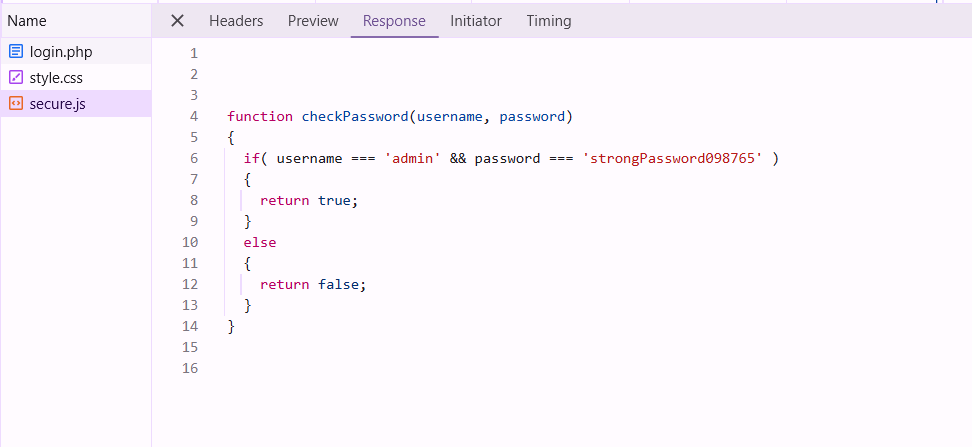 Name
Headers Preview Response Initiator Timing
login.php
style.css
secure.js
1
2
3
4 function checkPassword(username, password)
5 {
6 if( username === 'admin' && password === 'strongPassword098765' )
7 {
8 return true;
9 }
10 else
11 {
12 return false;
13 }
14 }
15
16